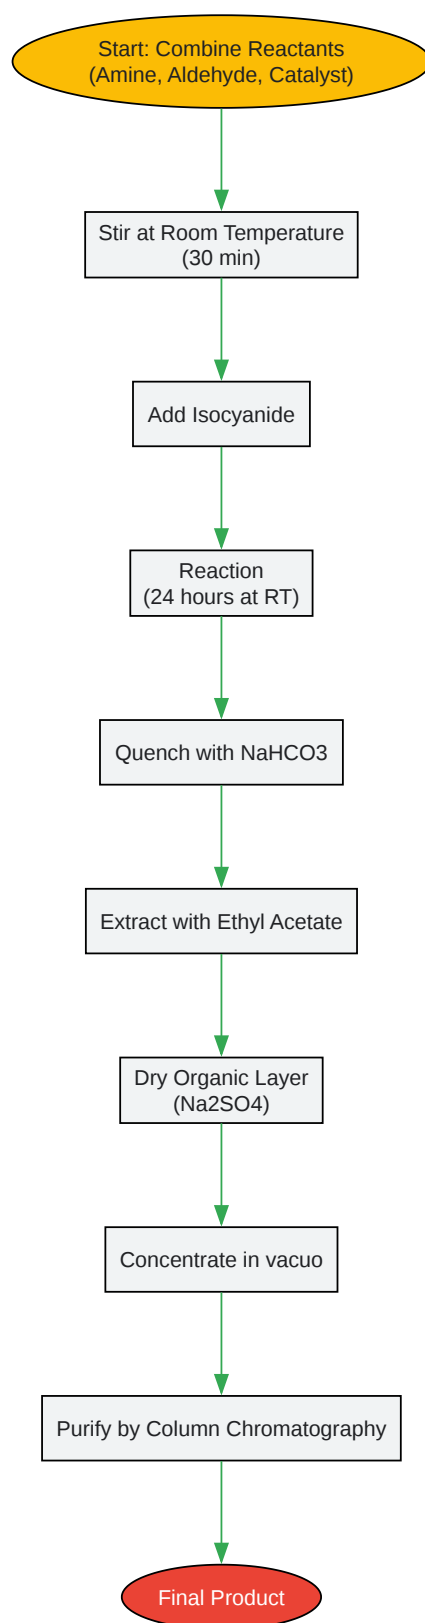 Start: Combine Reactants
(Amine, Aldehyde, Catalyst)
Stir at Room Temperature
(30 min)
Add Isocyanide
Reaction
(24 hours at RT)
Quench with NaHCO3
Extract with Ethyl Acetate
Dry Organic Layer
(Na2SO4)
Concentrate in vacuo
Purify by Column Chromatography
Final Product